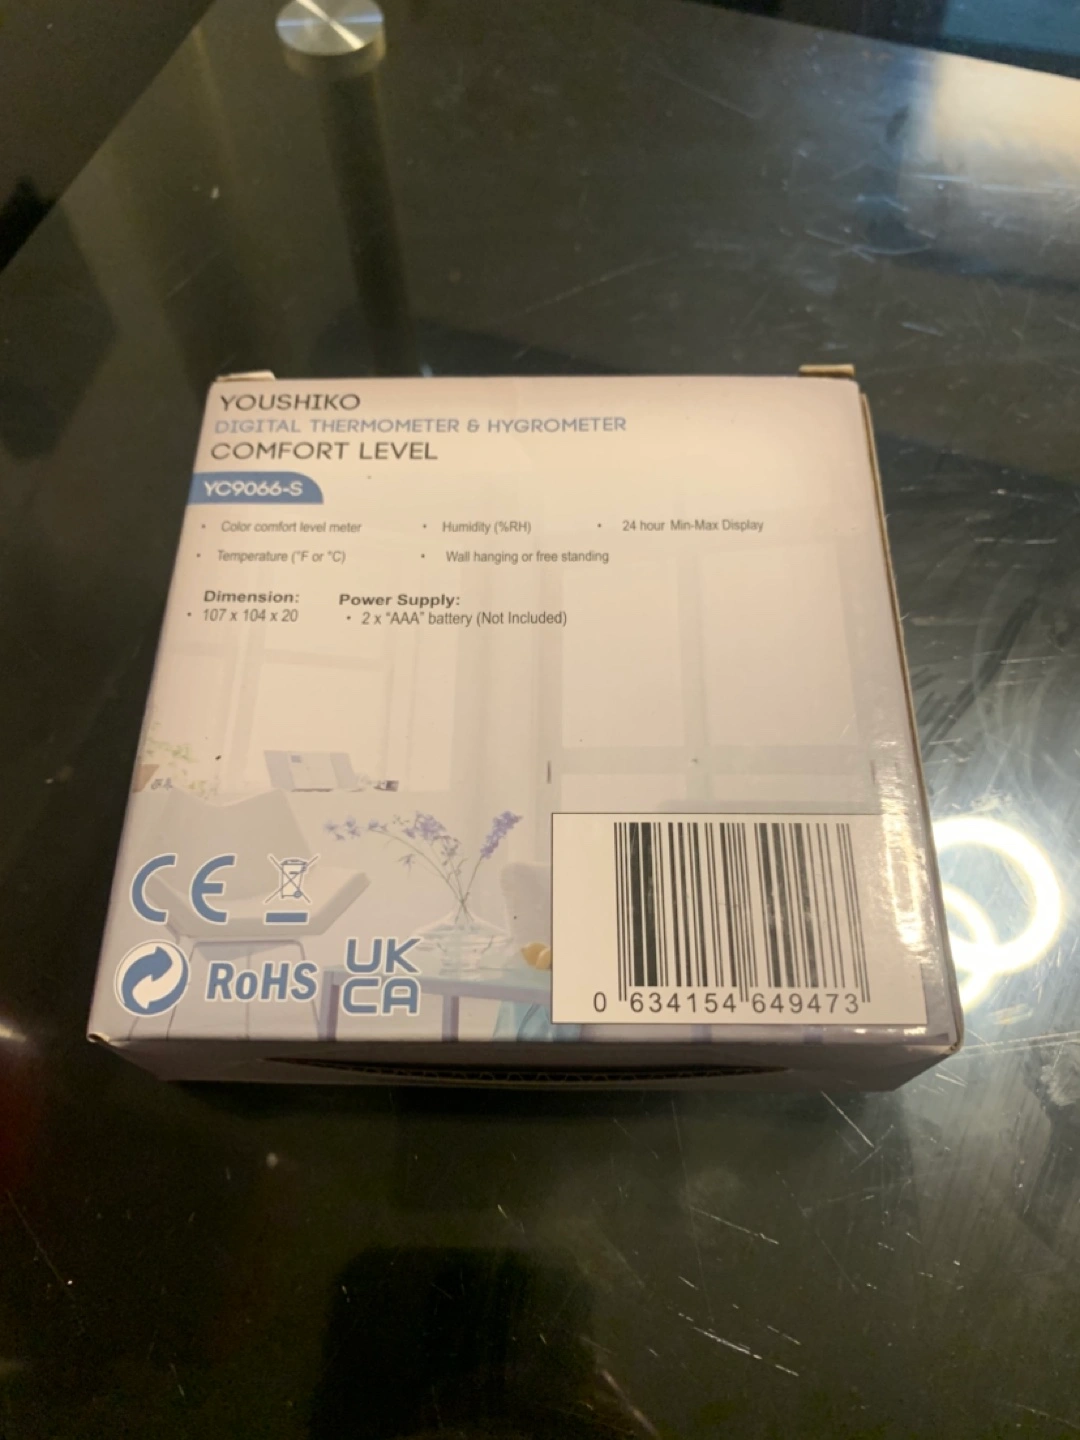 YOUSHIKO
DIGITAL THERMOMETER & HYGROMETER
COMFORT LEVEL
YC9066-S
• Color comfort level meter • Humidity (%RH) • 24 hour Min-Max Display
• Temperature (°F or °C) • Wall hanging or free standing
Dimension: Power Supply:
• 107 x 104 x 20 • 2 x "AAA" battery (Not Included)
CE
RoHS
UK
CA
0 634154 649473